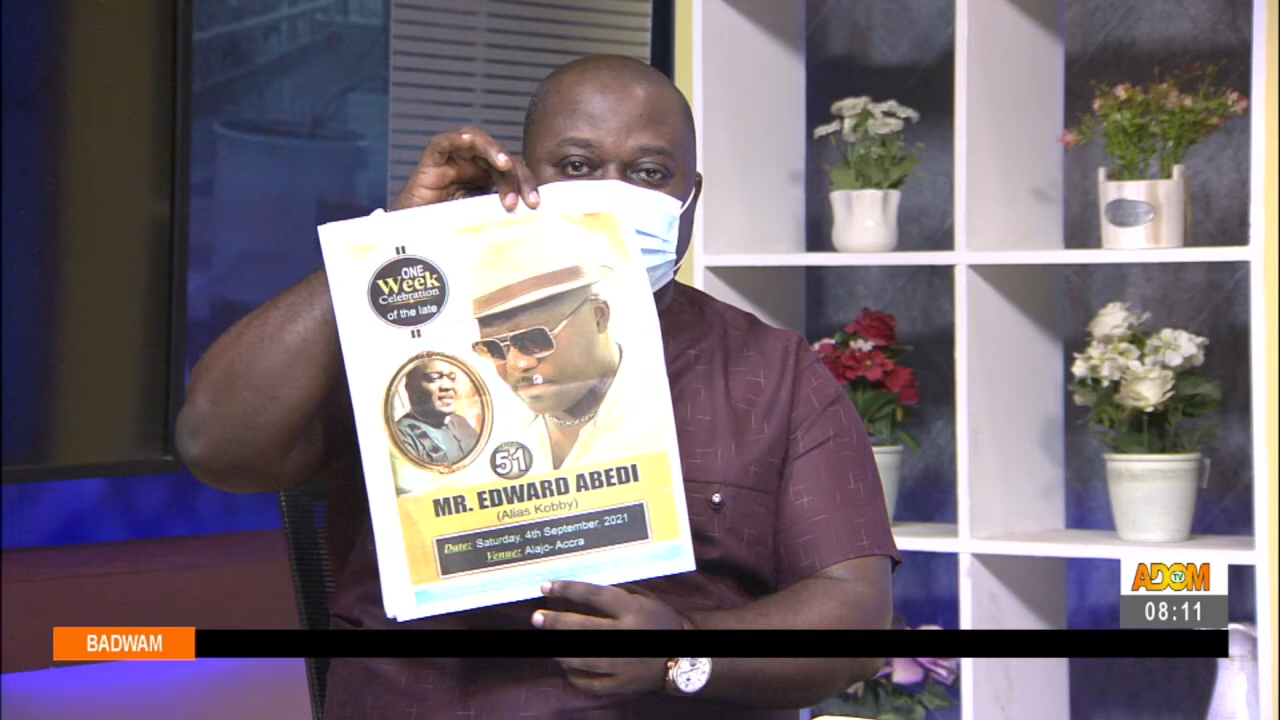 ONE
Week
Celebration
of the late
51
MR. EDWARD ABEDI
(Alias Kobby)
Date: Saturday, 4th September, 2021
Venue: Alajo- Accra
ADOM TV
08:11
BADWAM